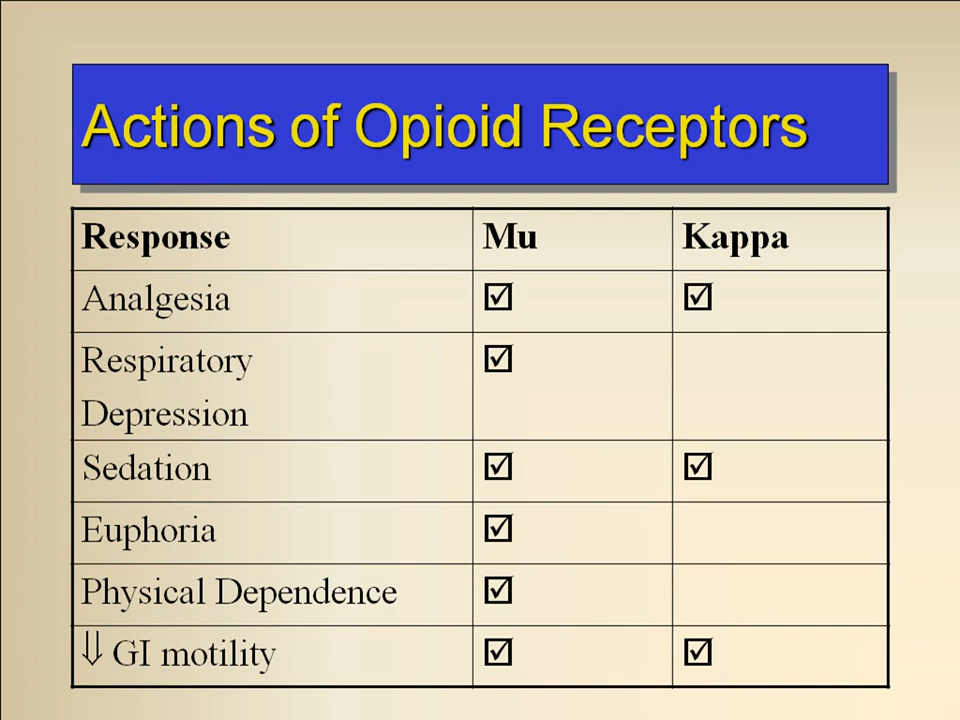 Actions of Opioid Receptors
Response Mu Kappa
Analgesia ☑ ☑
Respiratory ☑
Depression
Sedation ☑ ☑
Euphoria ☑
Physical Dependence ☑
⇓ GI motility ☑ ☑